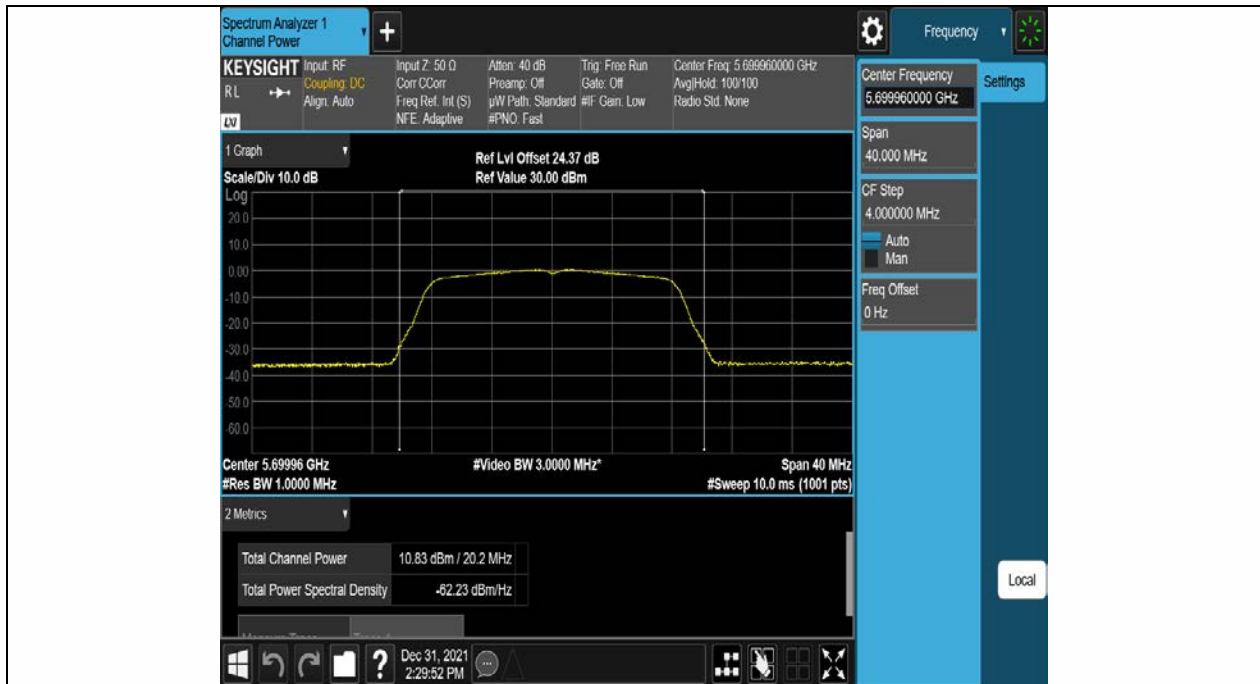 Spectrum Analyzer 1
Channel Power
+
Frequency
KEYSIGHT
RL
LXI
Input: RF
Coupling: DC
Align: Auto
Input Z: 50 Ω
Corr CCorr
Freq Ref: Int (S)
NFE: Adaptive
Atten: 40 dB
Preamp: Off
µW Path: Standard
#PNO: Fast
Trig: Free Run
Gate: Off
#IF Gain: Low
Center Freq: 5.699960000 GHz
Avg|Hold: 100/100
Radio Std: None
Center Frequency
5.699960000 GHz
Settings
Span
40.000 MHz
CF Step
4.000000 MHz
Auto
Man
Freq Offset
0 Hz
Local
1 Graph
Scale/Div 10.0 dB
Ref Lvl Offset 24.37 dB
Ref Value 30.00 dBm
Log
20.0
10.0
0.00
-10.0
-20.0
-30.0
-40.0
-50.0
-60.0
Center 5.69996 GHz
#Video BW 3.0000 MHz*
Span 40 MHz
#Res BW 1.0000 MHz
#Sweep 10.0 ms (1001 pts)
2 Metrics
Total Channel Power 10.83 dBm / 20.2 MHz
Total Power Spectral Density -62.23 dBm/Hz
?
Dec 31, 2021
2:29:52 PM